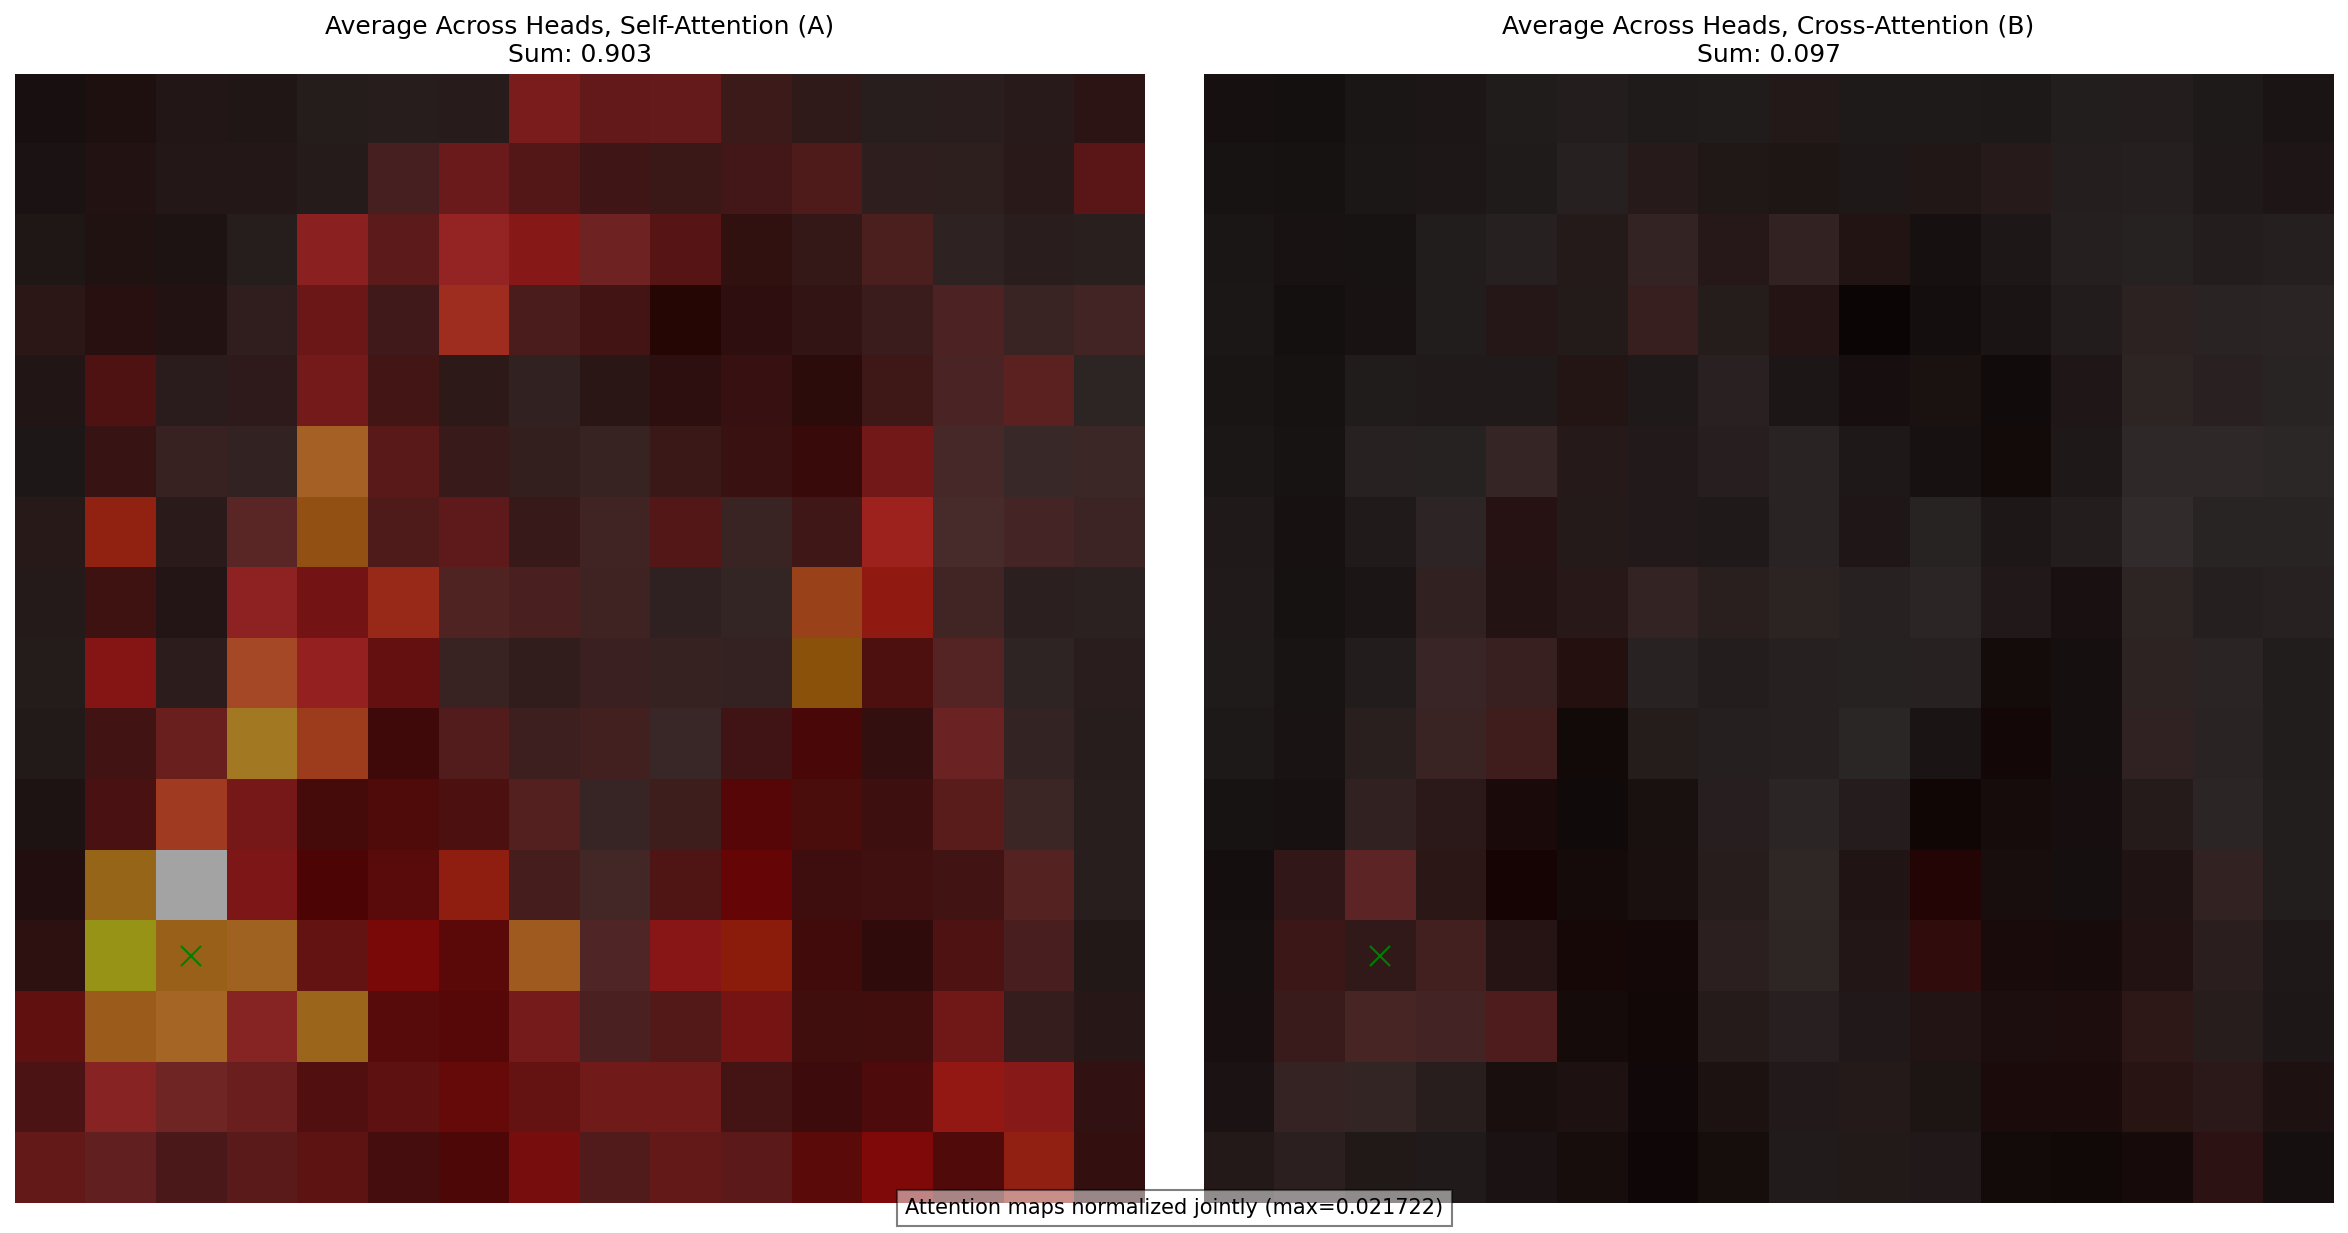 Average Across Heads, Self-Attention (A)
Sum: 0.903
Average Across Heads, Cross-Attention (B)
Sum: 0.097
Attention maps normalized jointly (max=0.021722)